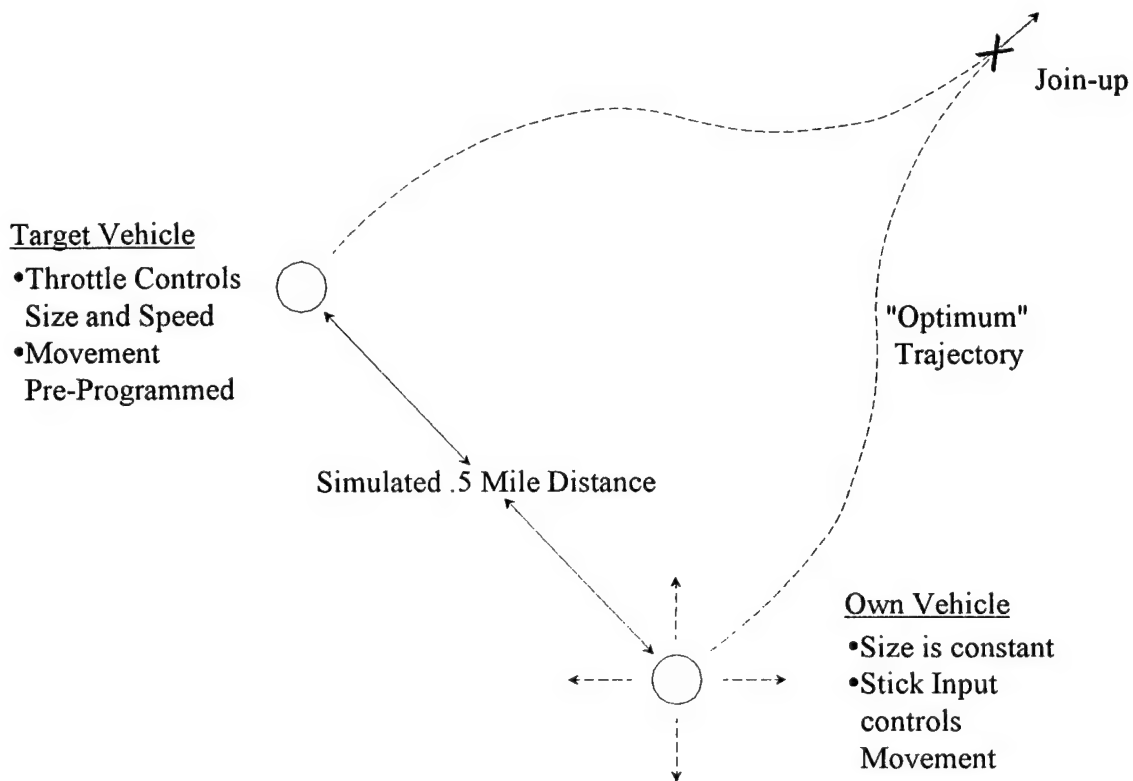 Join-up
Target Vehicle
•Throttle Controls
Size and Speed
•Movement
Pre-Programmed
"Optimum"
Trajectory
Simulated .5 Mile Distance
Own Vehicle
•Size is constant
•Stick Input
controls
Movement